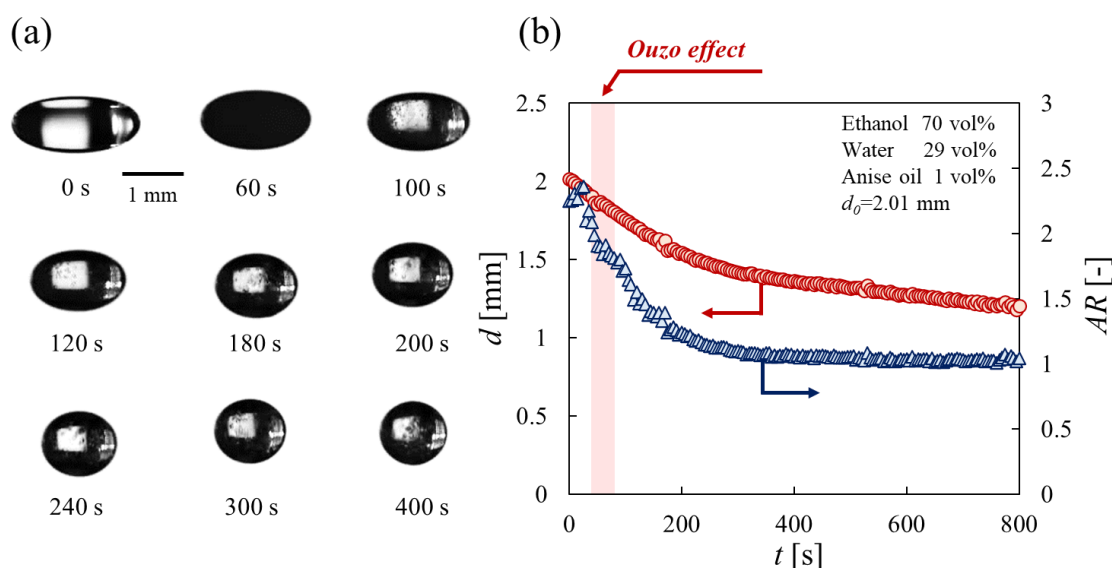 (a)
0 s
1 mm
60 s
100 s
120 s
180 s
200 s
240 s
300 s
400 s
(b)
Ouzo effect
Ethanol 70 vol%
Water 29 vol%
Anise oil 1 vol%
d0=2.01 mm
d [mm]
2.5
2
1.5
1
0.5
0
AR [-]
3
2.5
2
1.5
1
0.5
0
0 200 400 600 800
t [s]